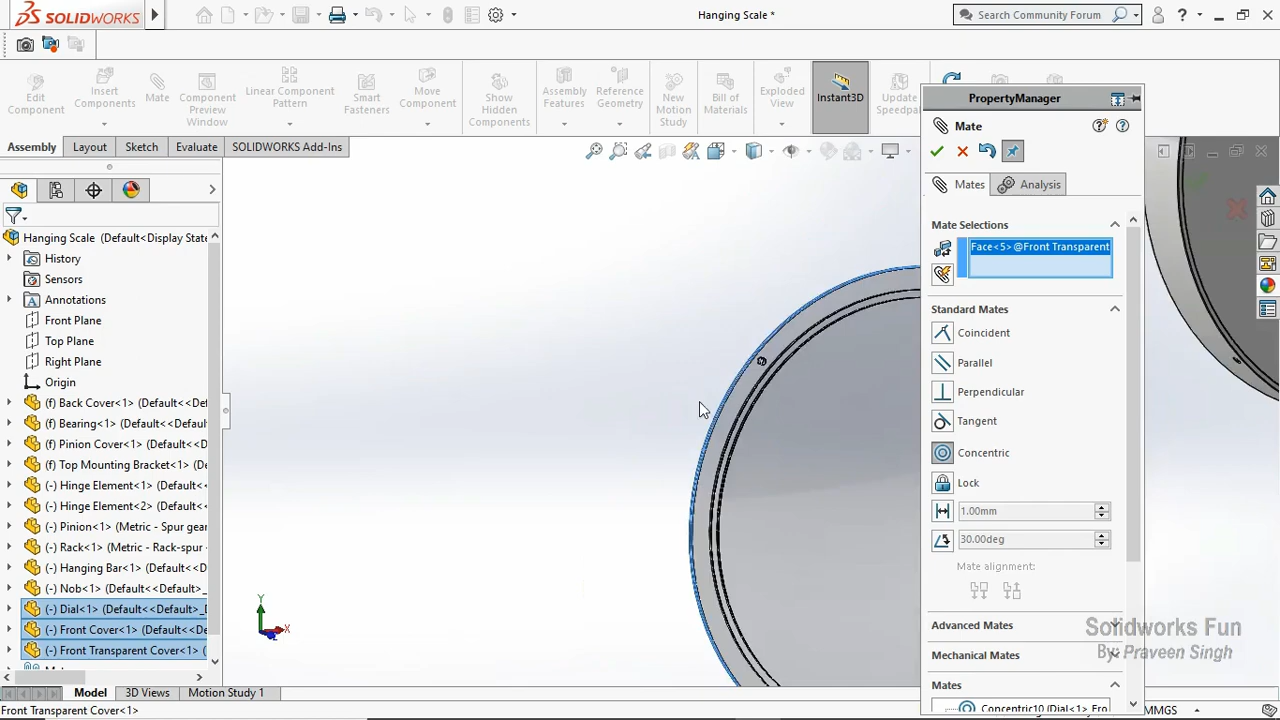 SOLIDWORKS
Hanging Scale *
Search Community Forum
?
Edit Component
Insert Components
Mate
Component Preview Window
Linear Component Pattern
Smart Fasteners
Move Component
Show Hidden Components
Assembly Features
Reference Geometry
New Motion Study
Bill of Materials
Exploded View
Instant3D
Update Speedpa
Assembly Layout Sketch Evaluate SOLIDWORKS Add-Ins
Hanging Scale (Default<Display State
History
Sensors
Annotations
Front Plane
Top Plane
Right Plane
Origin
(f) Back Cover<1> (Default<<Defau
(f) Bearing<1> (Default<<Default>
(f) Pinion Cover<1> (Default<<Def
(f) Top Mounting Bracket<1> (Def
(-) Hinge Element<1> (Default<<D
(-) Hinge Element<2> (Default<<D
(-) Pinion<1> (Metric - Spur gear
(-) Rack<1> (Metric - Rack-spur
(-) Hanging Bar<1> (Default<<De
(-) Nob<1> (Default<<Default>_
(-) Dial<1> (Default<<Default>_D
(-) Front Cover<1> (Default<<De
(-) Front Transparent Cover<1> (
PropertyManager
Mate
Mates Analysis
Mate Selections
Face<5>@Front Transparent
Standard Mates
Coincident
Parallel
Perpendicular
Tangent
Concentric
Lock
1.00mm
30.00deg
Mate alignment:
Advanced Mates
Mechanical Mates
Mates
Concentric10 (Dial<1>,Fro
Solidworks Fun
By: Praveen Singh
Y
X
Model 3D Views Motion Study 1
Front Transparent Cover<1>
MMGS